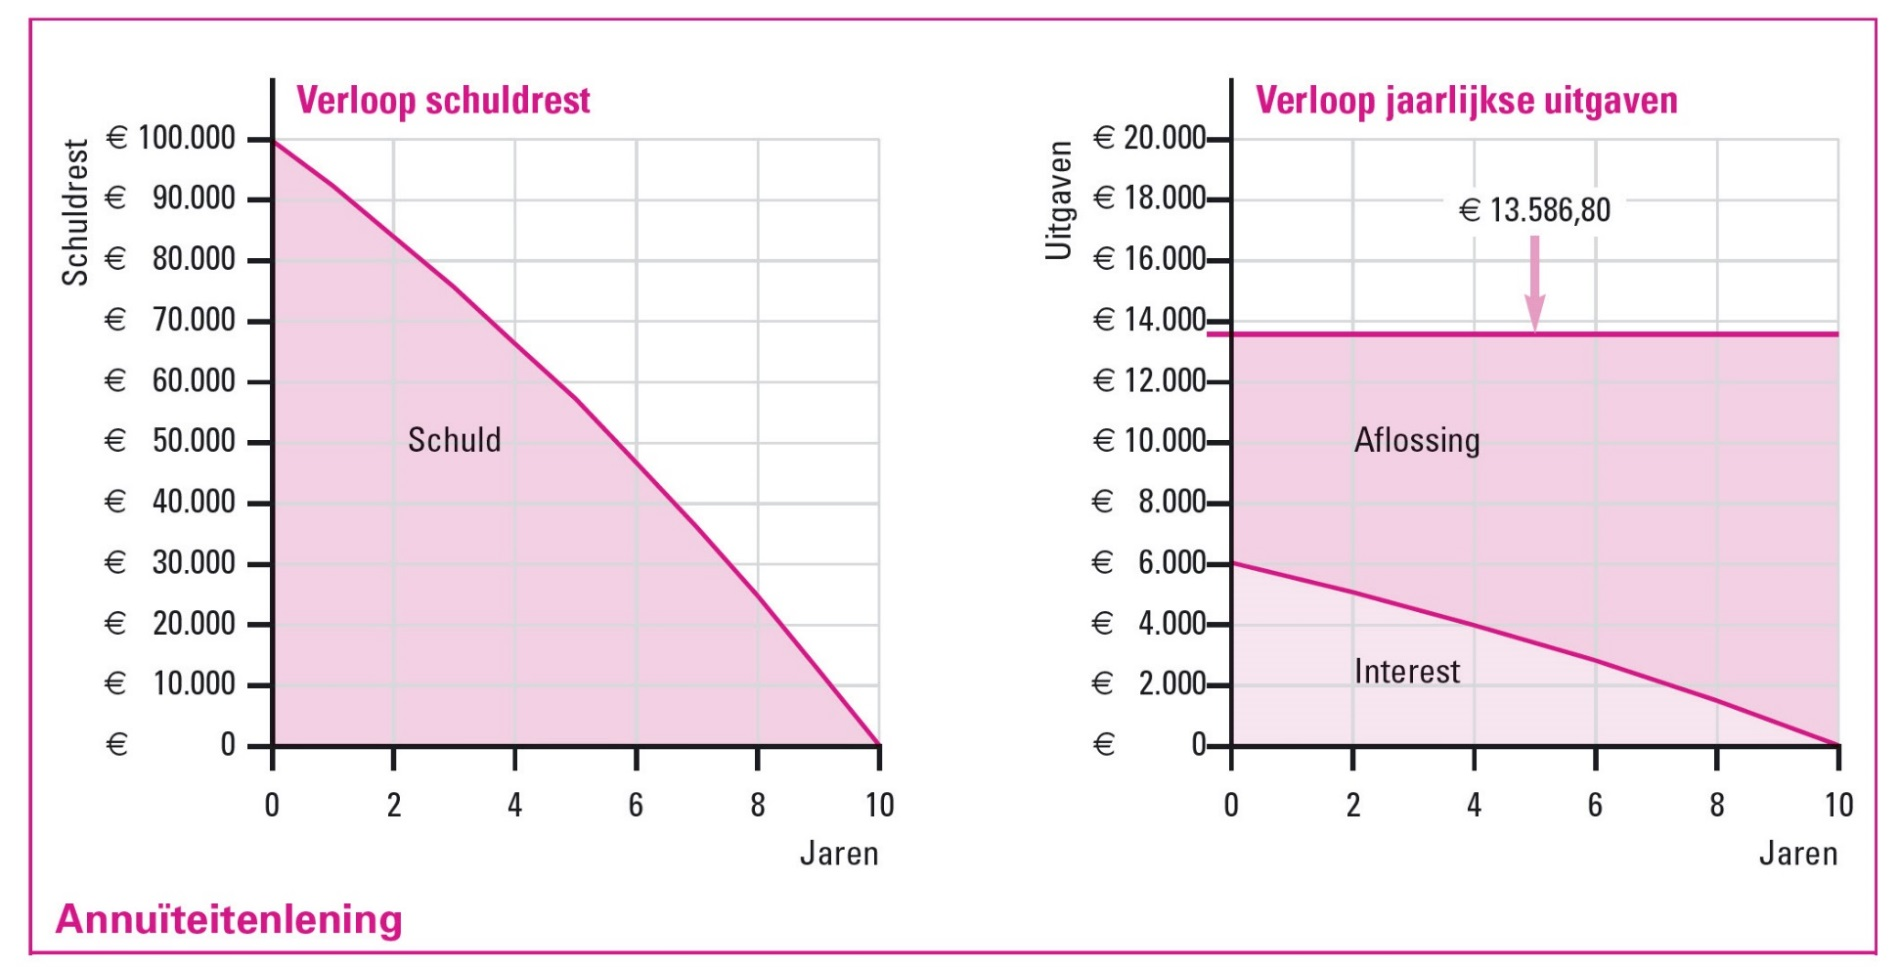 Verloop schuldrest
Schuldrest
€ 100.000
€ 90.000
€ 80.000
€ 70.000
€ 60.000
€ 50.000
€ 40.000
€ 30.000
€ 20.000
€ 10.000
€ 0
Schuld
0 2 4 6 8 10
Jaren
Verloop jaarlijkse uitgaven
Uitgaven
€ 20.000
€ 18.000
€ 16.000
€ 14.000
€ 12.000
€ 10.000
€ 8.000
€ 6.000
€ 4.000
€ 2.000
€ 0
€ 13.586,80
Aflossing
Interest
0 2 4 6 8 10
Jaren
Annuïteitenlening